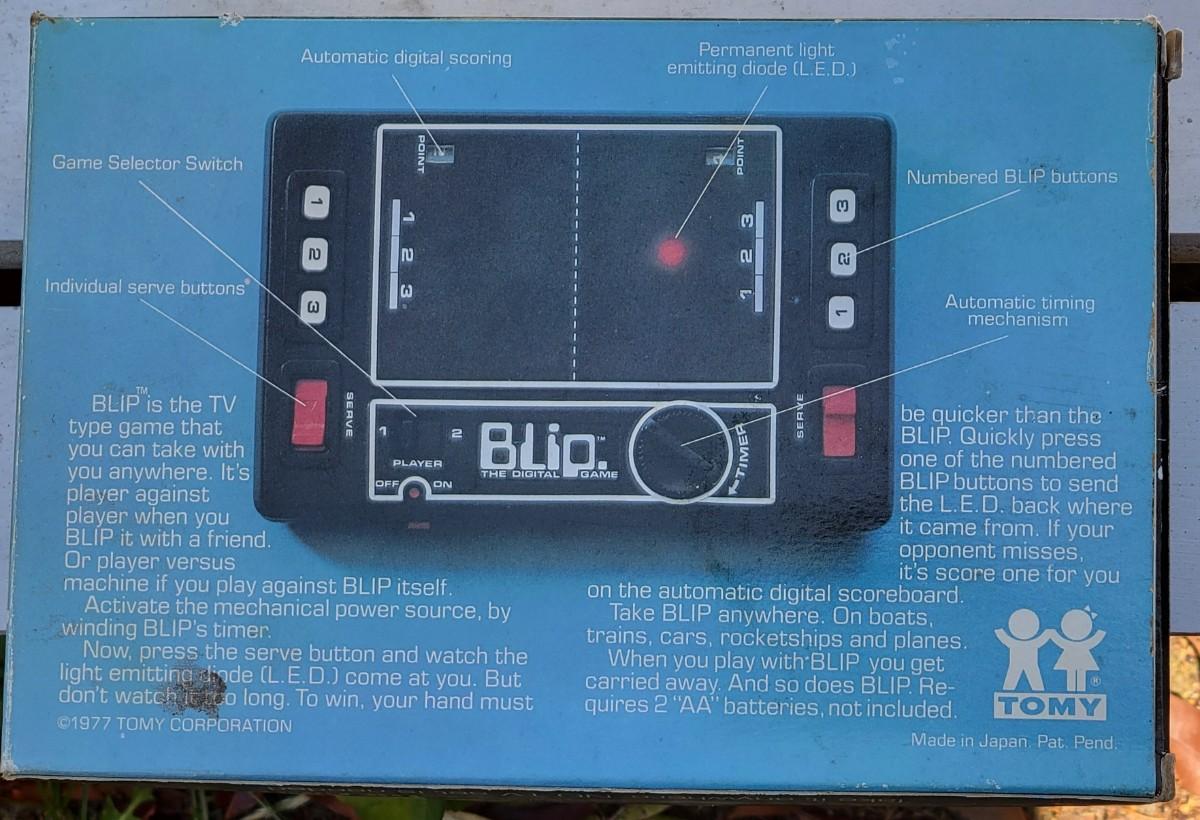 Automatic digital scoring
Permanent light
emitting diode (L.E.D.)
Game Selector Switch
Numbered BLIP buttons
Individual serve buttons
Automatic timing
mechanism
POINT
POINT
1
2
3
1
2
3
3
2
1
3
2
1
SERVE
SERVE
1 2
PLAYER
OFF ON
BLip.™
THE DIGITAL GAME
TIMER
BLIP™ is the TV
type game that
you can take with
you anywhere. It's
player against
player when you
BLIP it with a friend.
Or player versus
machine if you play against BLIP itself.
Activate the mechanical power source, by
winding BLIP's timer.
Now, press the serve button and watch the
light emitting diode (L.E.D.) come at you. But
don't watch it too long. To win, your hand must
©1977 TOMY CORPORATION
be quicker than the
BLIP. Quickly press
one of the numbered
BLIP buttons to send
the L.E.D. back where
it came from. If your
opponent misses,
it's score one for you
on the automatic digital scoreboard.
Take BLIP anywhere. On boats,
trains, cars, rocketships and planes.
When you play with BLIP you get
carried away. And so does BLIP. Re-
quires 2 "AA" batteries, not included.
®
TOMY
Made in Japan. Pat. Pend.